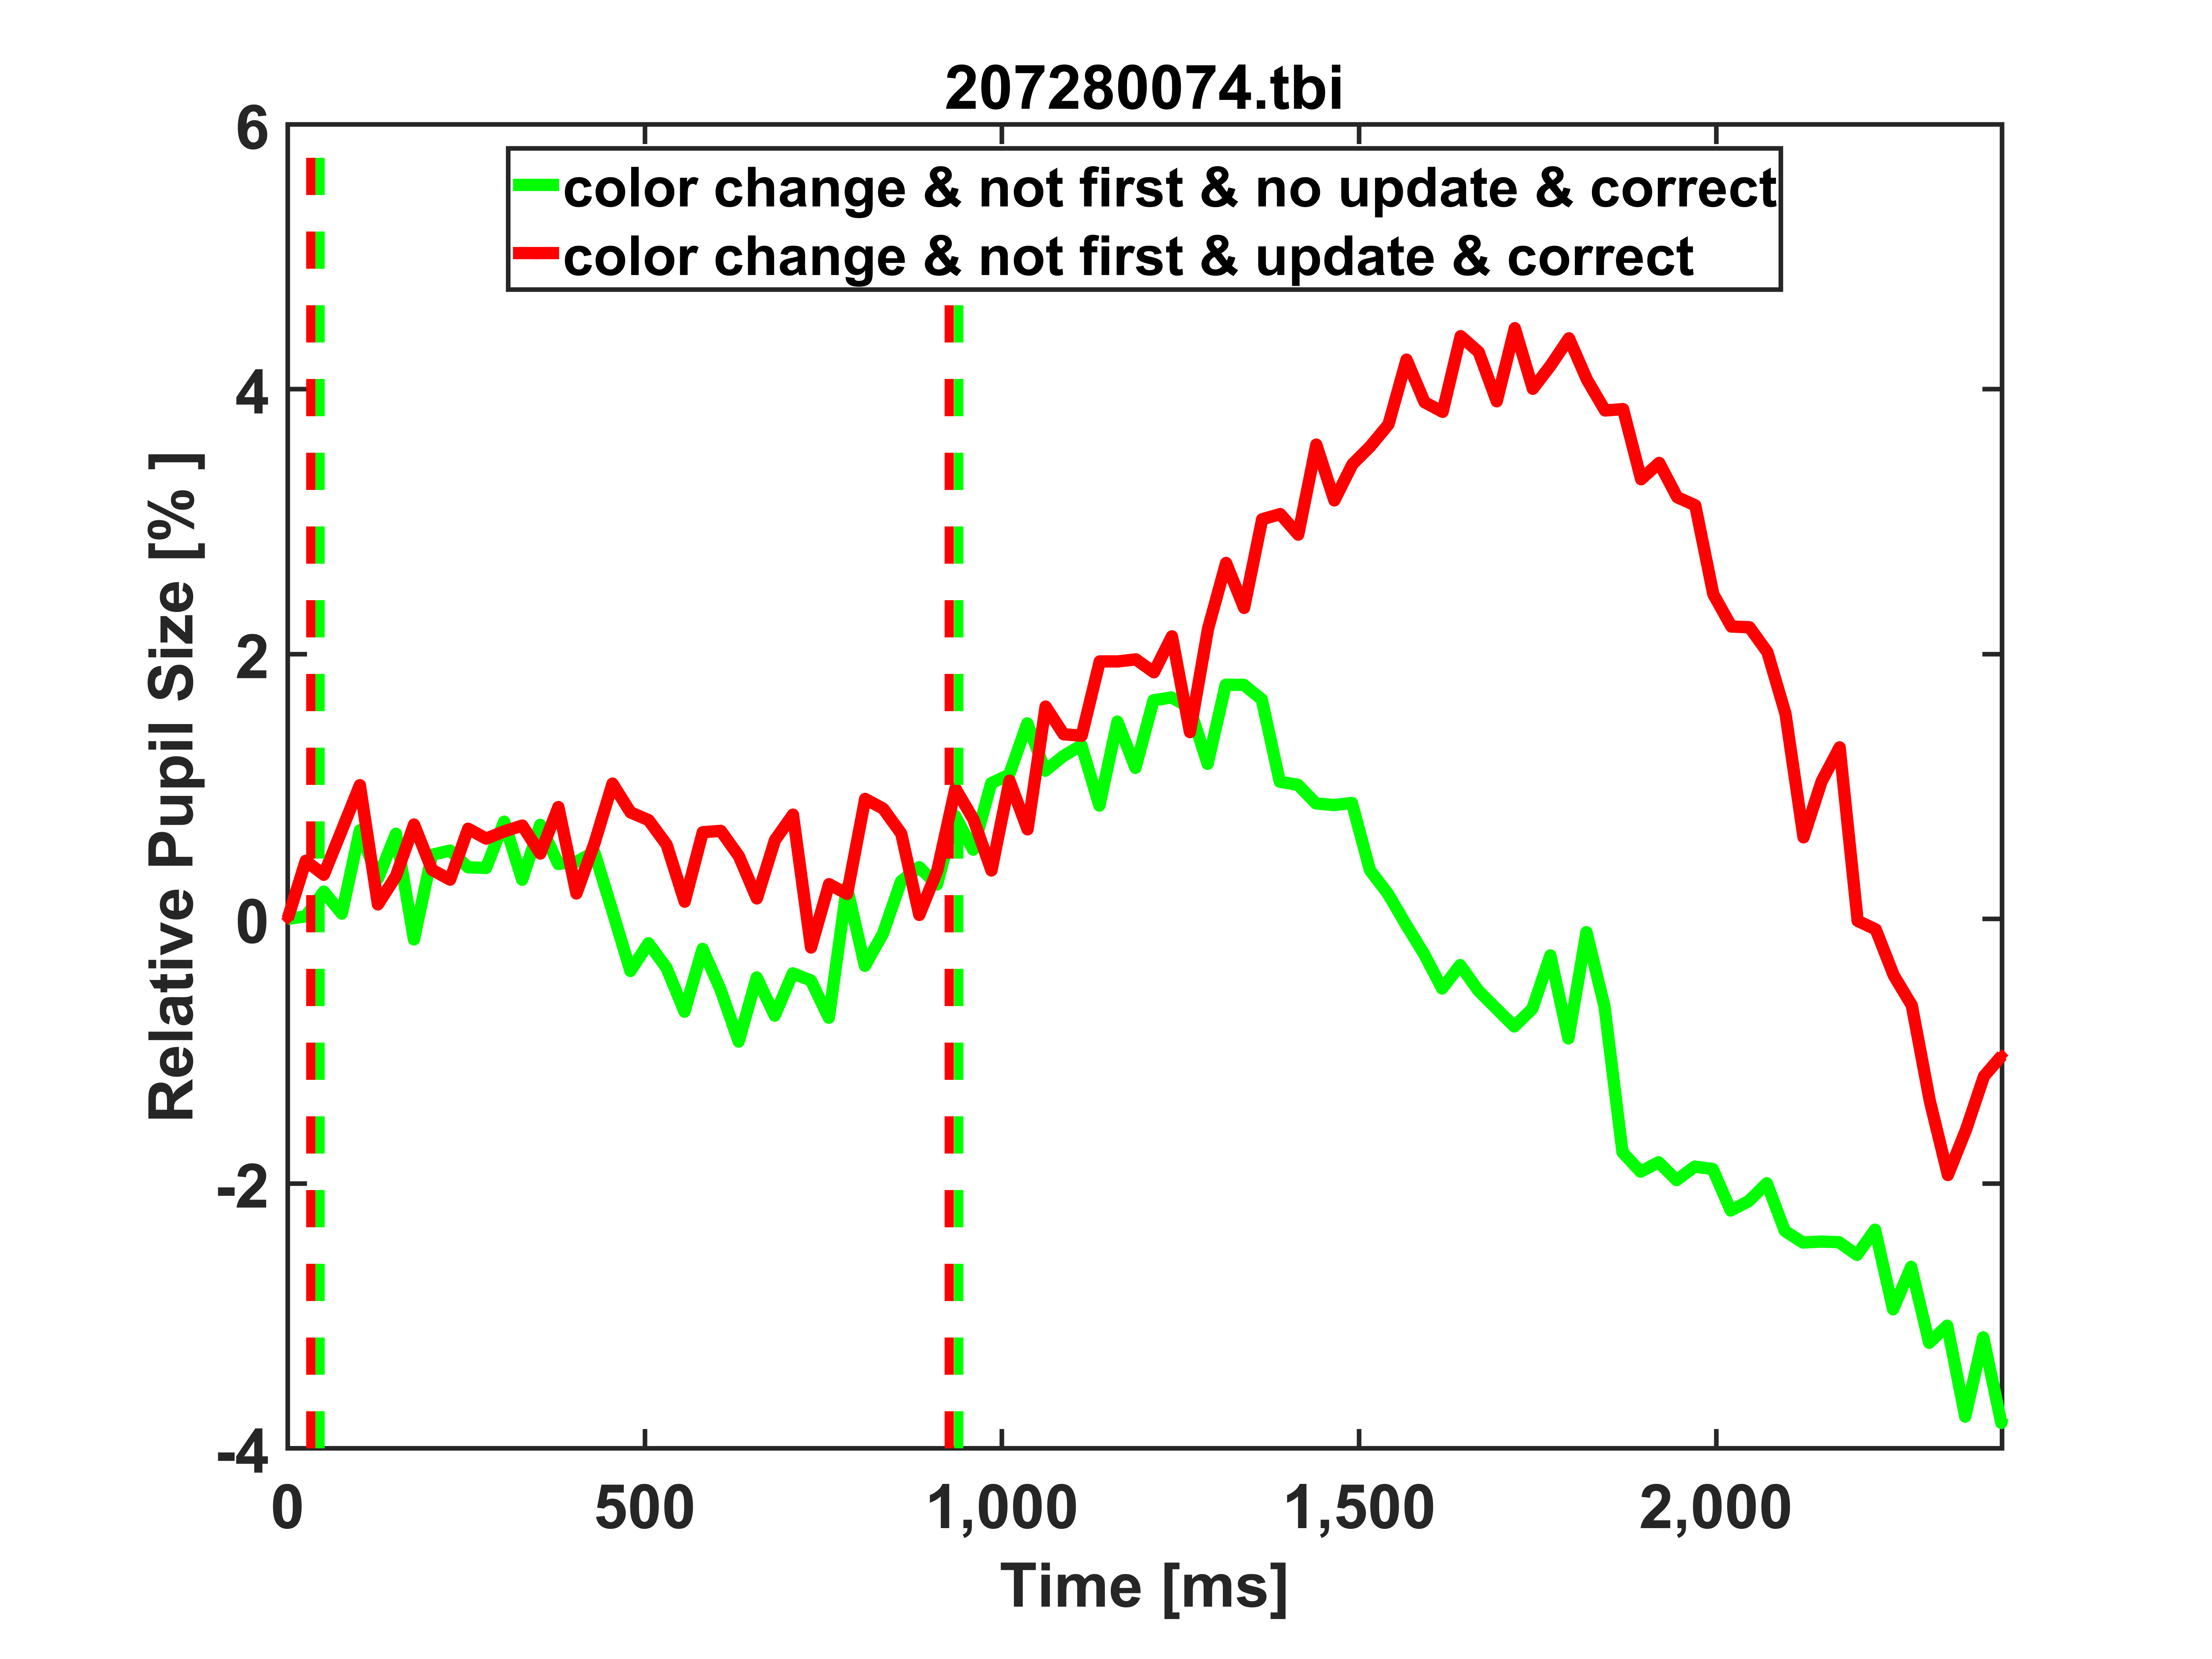 207280074.tbi
6
color change & not first & no update & correct
color change & not first & update & correct
4
2
0
-2
-4
Relative Pupil Size [% ]
0 500 1,000 1,500 2,000
Time [ms]